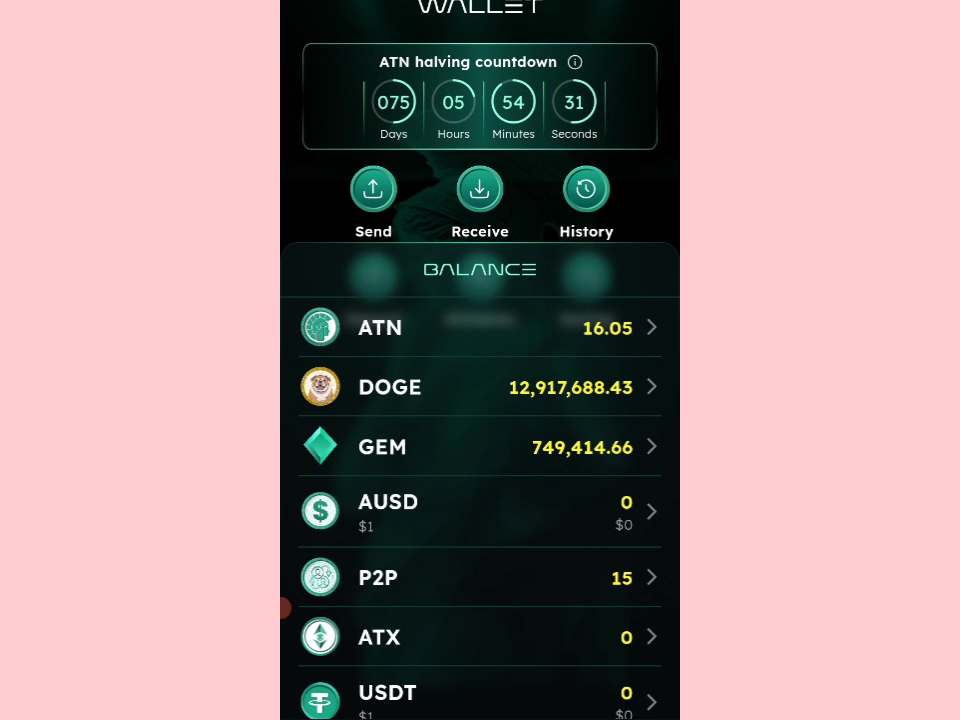 WALLET
ATN halving countdown
075 05 54 31
Days Hours Minutes Seconds
Send Receive History
BALANCE
ATN 16.05
DOGE 12,917,688.43
GEM 749,414.66
AUSD 0
$1 $0
P2P 15
ATX 0
USDT 0
$1 $0